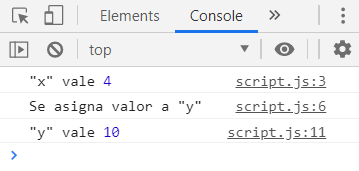 Elements Console »
top
"x" vale 4 script.js:3
Se asigna valor a "y" script.js:6
"y" vale 10 script.js:11